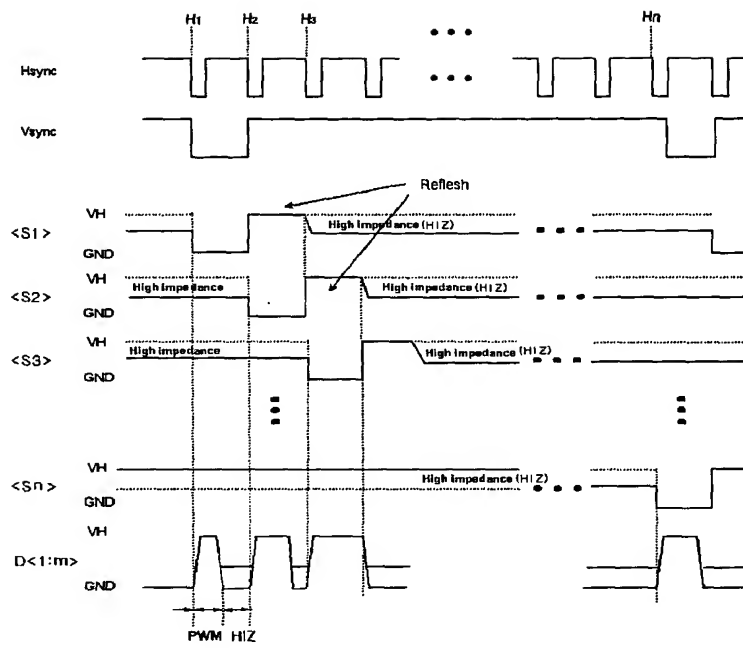 H1 H2 H3 Hn
Hsync
Vsync
Reflesh
VH
<S1>
High impedance (HIZ)
GND
VH
<S2>
High impedance
High impedance (HIZ)
GND
VH
<S3>
High impedance
High impedance (HIZ)
GND
VH
<Sn>
High impedance (HIZ)
GND
VH
D<1:m>
GND
PWM HIZ